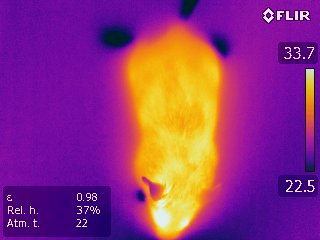 FLIR
33.7
22.5
ε 0.98
Rel. h. 37%
Atm. t. 22